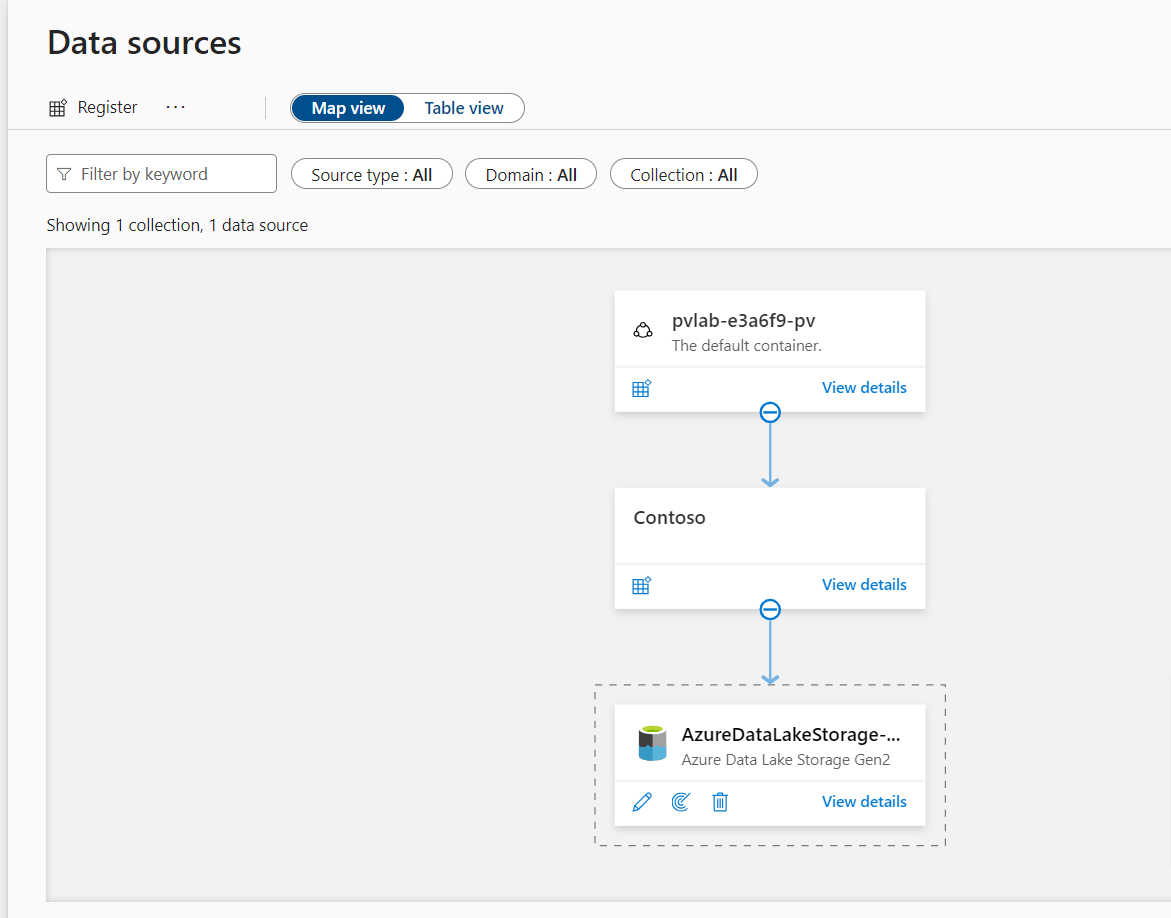 Data sources
Register ··· Map view Table view
Filter by keyword Source type : All Domain : All Collection : All
Showing 1 collection, 1 data source
pvlab-e3a6f9-pv
The default container.
View details
Contoso
View details
AzureDataLakeStorage-...
Azure Data Lake Storage Gen2
View details